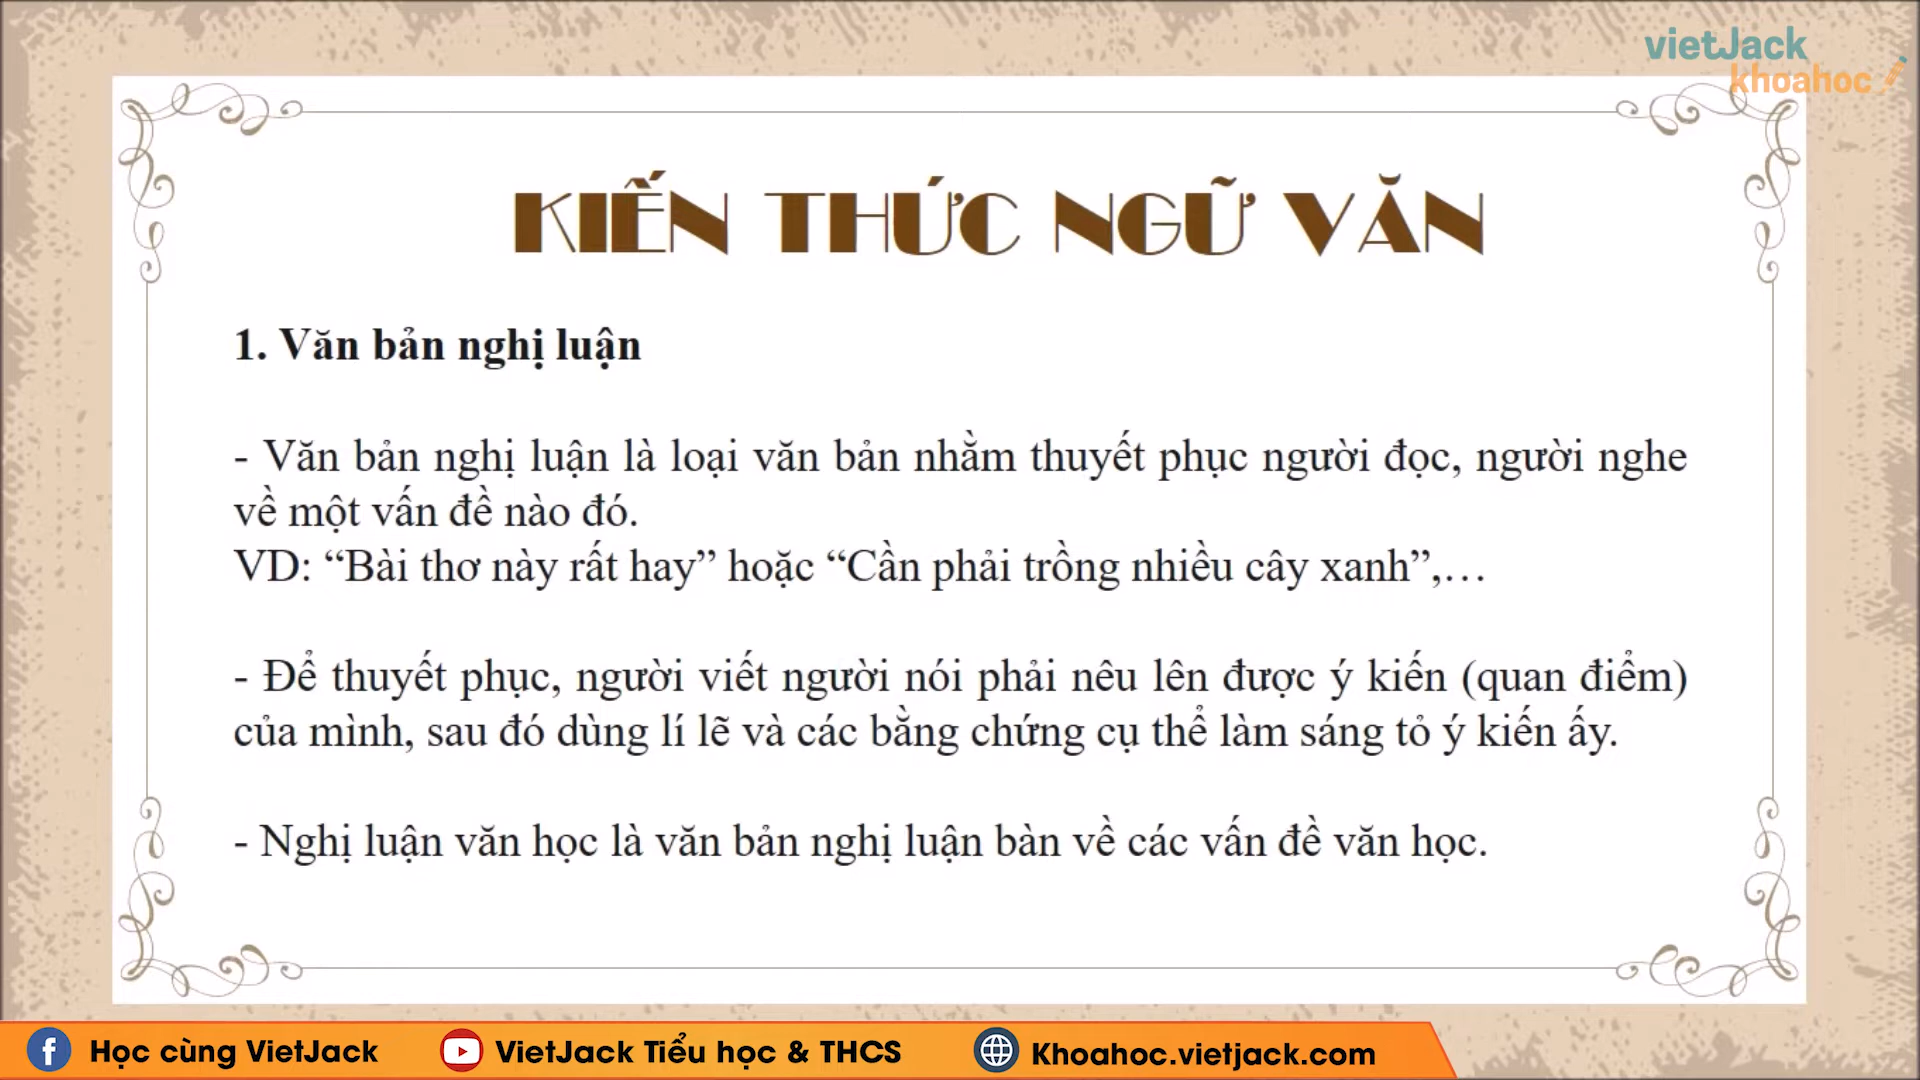 vietJack
khoahoc
KIẾN THỨC NGỮ VĂN
1. Văn bản nghị luận
- Văn bản nghị luận là loại văn bản nhằm thuyết phục người đọc, người nghe
về một vấn đề nào đó.
VD: “Bài thơ này rất hay” hoặc “Cần phải trồng nhiều cây xanh”,…
- Để thuyết phục, người viết người nói phải nêu lên được ý kiến (quan điểm)
của mình, sau đó dùng lí lẽ và các bằng chứng cụ thể làm sáng tỏ ý kiến ấy.
- Nghị luận văn học là văn bản nghị luận bàn về các vấn đề văn học.
Học cùng VietJack
VietJack Tiểu học & THCS
Khoahoc.vietjack.com